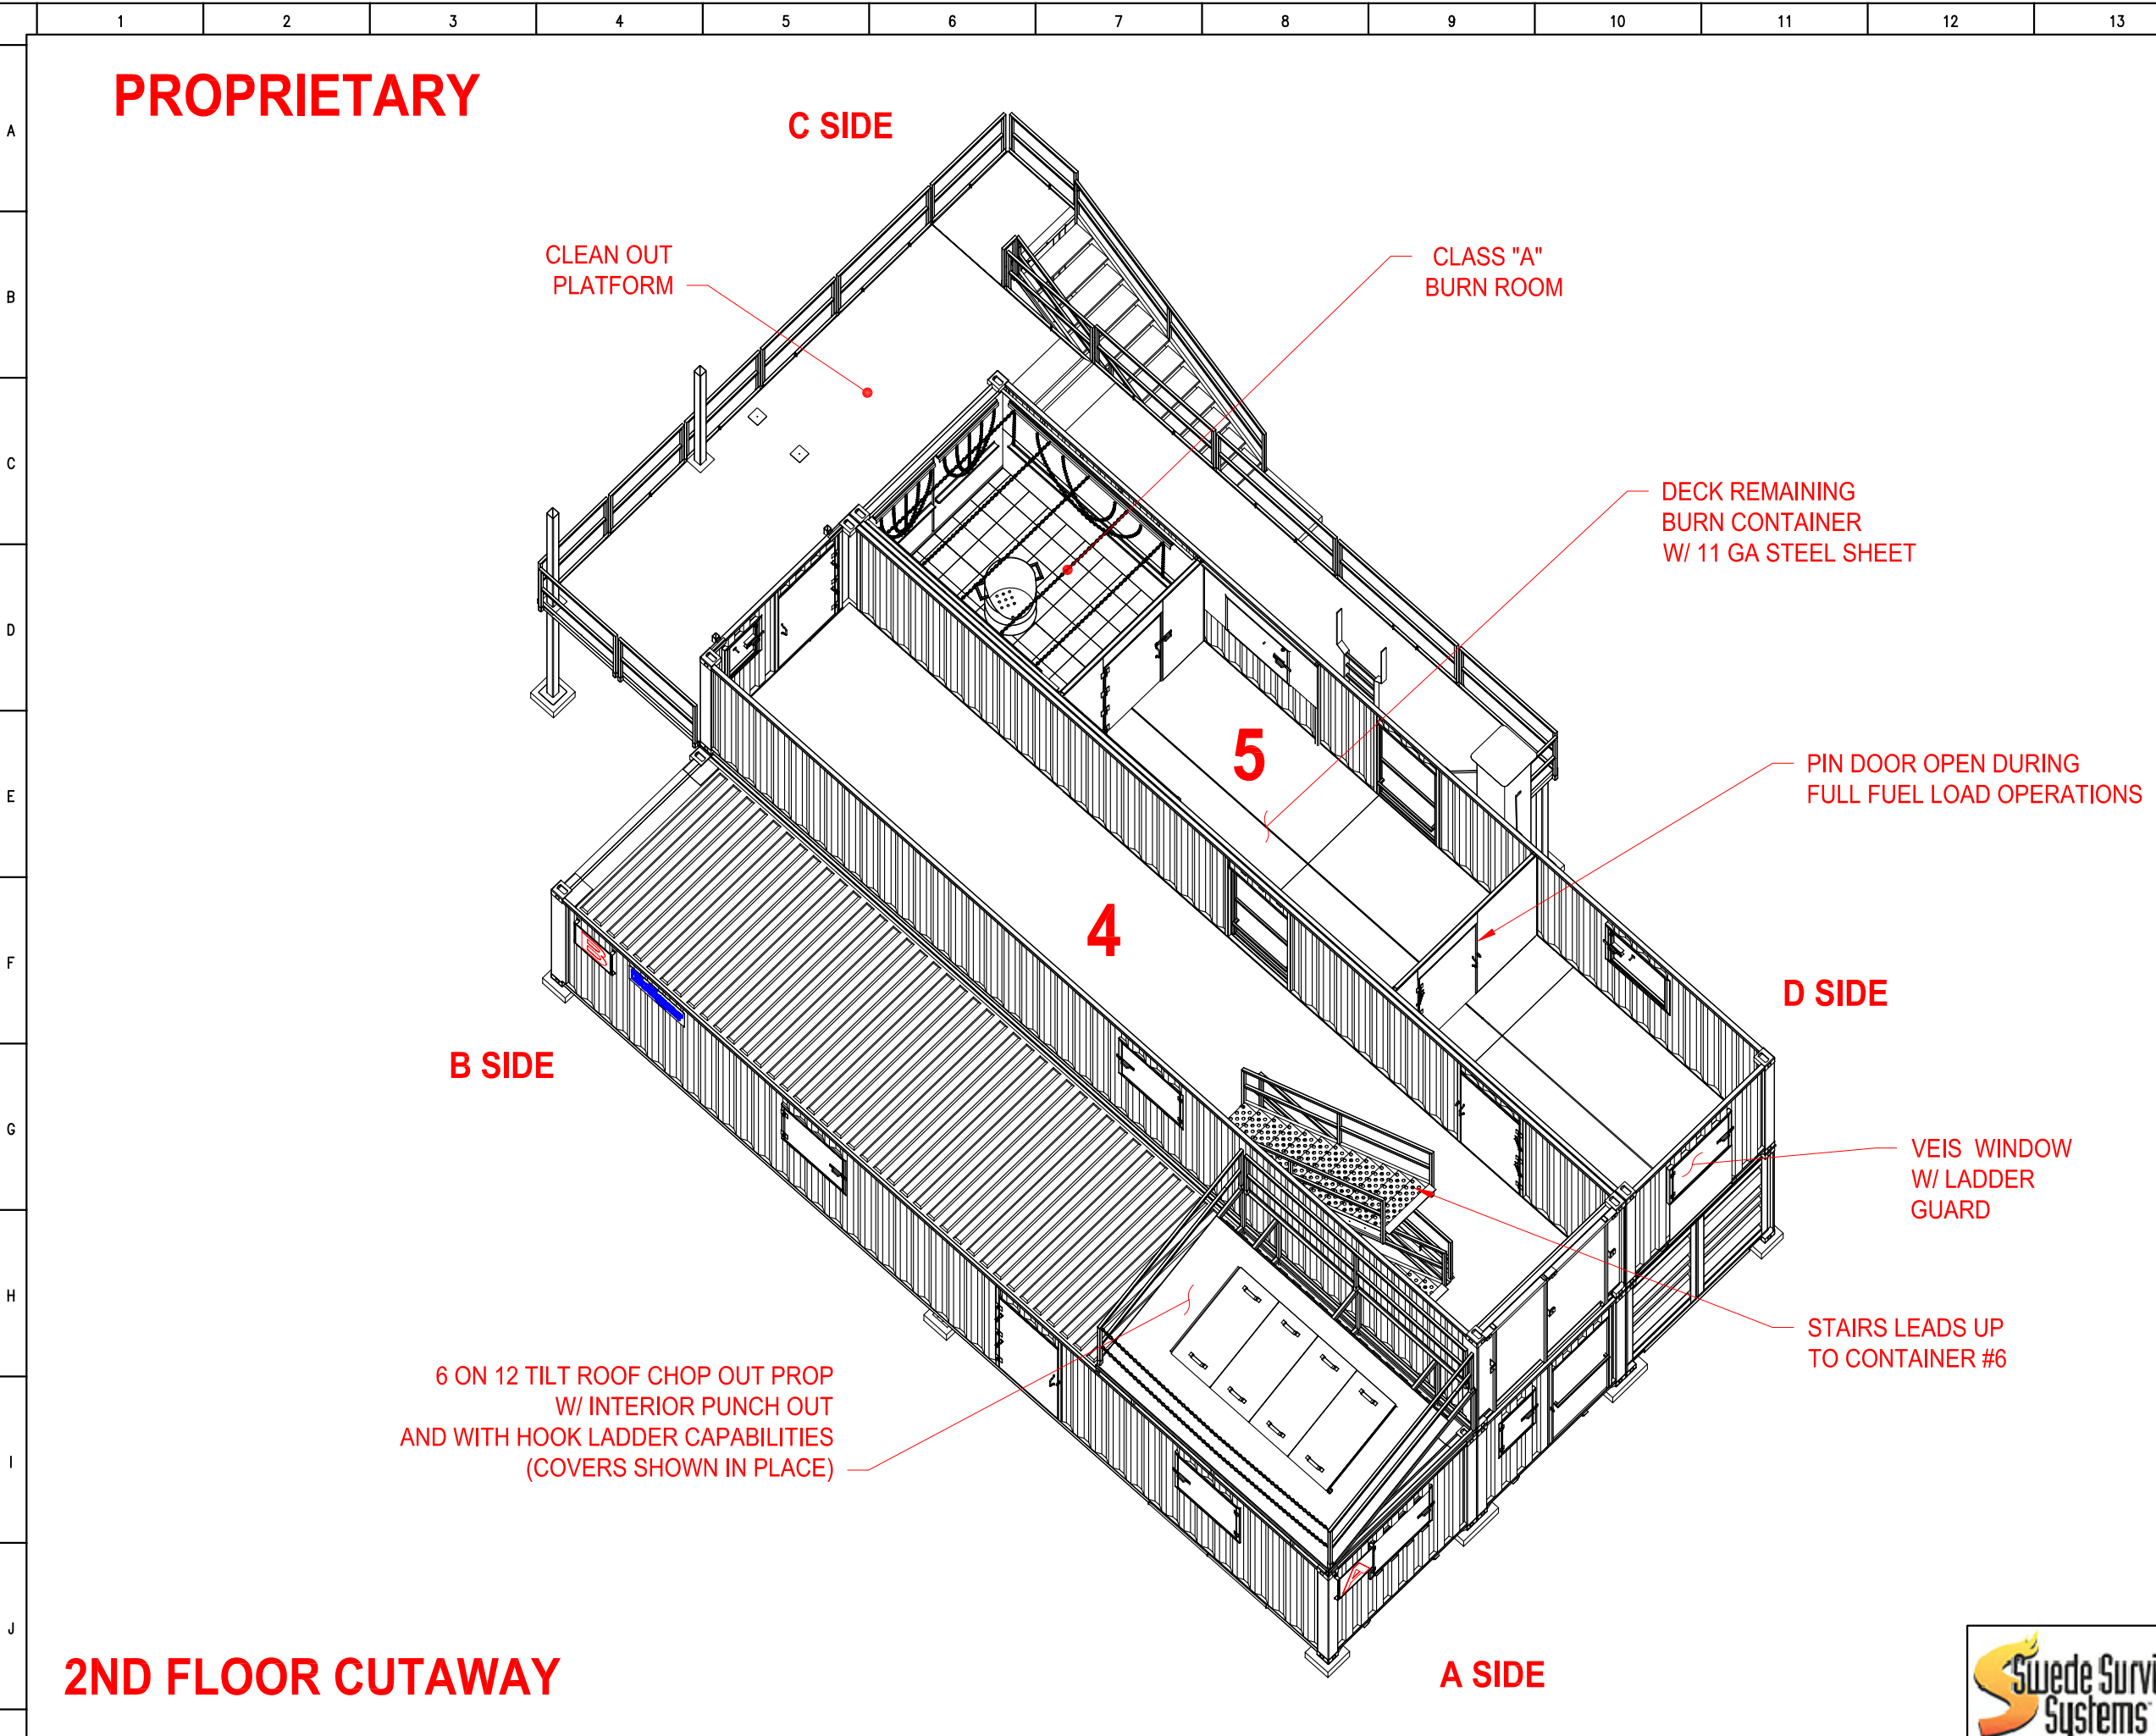 1 2 3 4 5 6 7 8 9 10 11 12 13
PROPRIETARY
A
C SIDE
CLEAN OUT
PLATFORM
CLASS "A"
BURN ROOM
B
C
DECK REMAINING
BURN CONTAINER
W/ 11 GA STEEL SHEET
D
5
PIN DOOR OPEN DURING
FULL FUEL LOAD OPERATIONS
E
4
B
F
D SIDE
B SIDE
G
VEIS WINDOW
W/ LADDER
GUARD
H
STAIRS LEADS UP
TO CONTAINER #6
6 ON 12 TILT ROOF CHOP OUT PROP
W/ INTERIOR PUNCH OUT
AND WITH HOOK LADDER CAPABILITIES
(COVERS SHOWN IN PLACE)
I
A
J
2ND FLOOR CUTAWAY
A SIDE
Swede Survi
Systems